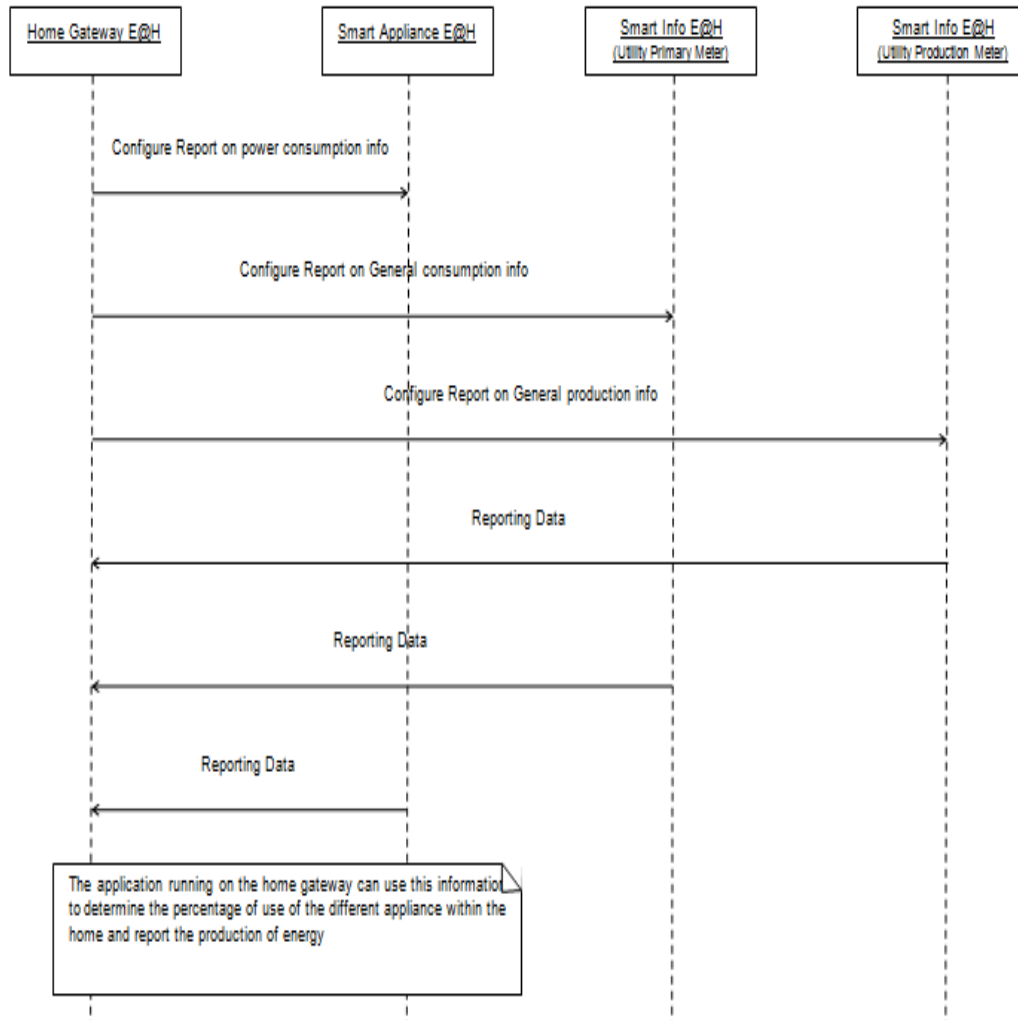 Home Gateway E@H
Smart Appliance E@H
Smart Info E@H
(Utility Primary Meter)
Smart Info E@H
(Utility Production Meter)
Configure Report on power consumption info
Configure Report on General consumption info
Configure Report on General production info
Reporting Data
Reporting Data
Reporting Data
The application running on the home gateway can use this information
to determine the percentage of use of the different appliance within the
home and report the production of energy